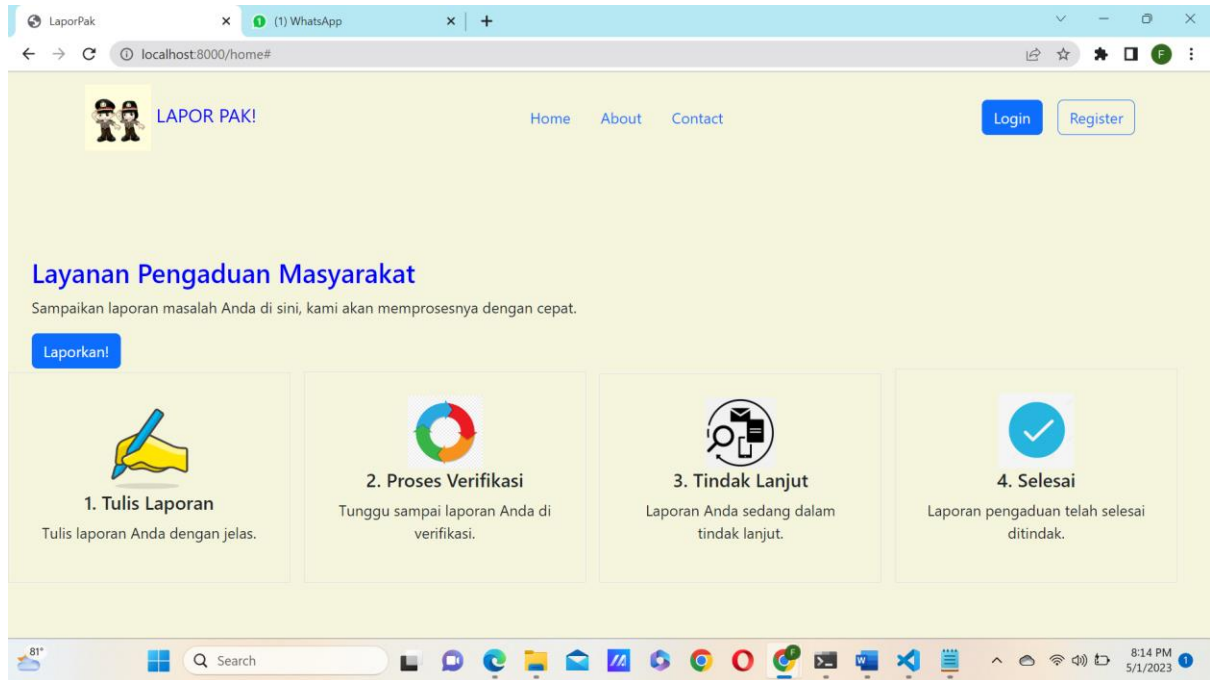 LaporPak
(1) WhatsApp
localhost:8000/home#
F
LAPOR PAK!
Home About Contact
Login Register
Layanan Pengaduan Masyarakat
Sampaikan laporan masalah Anda di sini, kami akan memprosesnya dengan cepat.
Laporkan!
1. Tulis Laporan
Tulis laporan Anda dengan jelas.
2. Proses Verifikasi
Tunggu sampai laporan Anda di
verifikasi.
3. Tindak Lanjut
Laporan Anda sedang dalam
tindak lanjut.
4. Selesai
Laporan pengaduan telah selesai
ditindak.
81°
Search
8:14 PM
5/1/2023
1